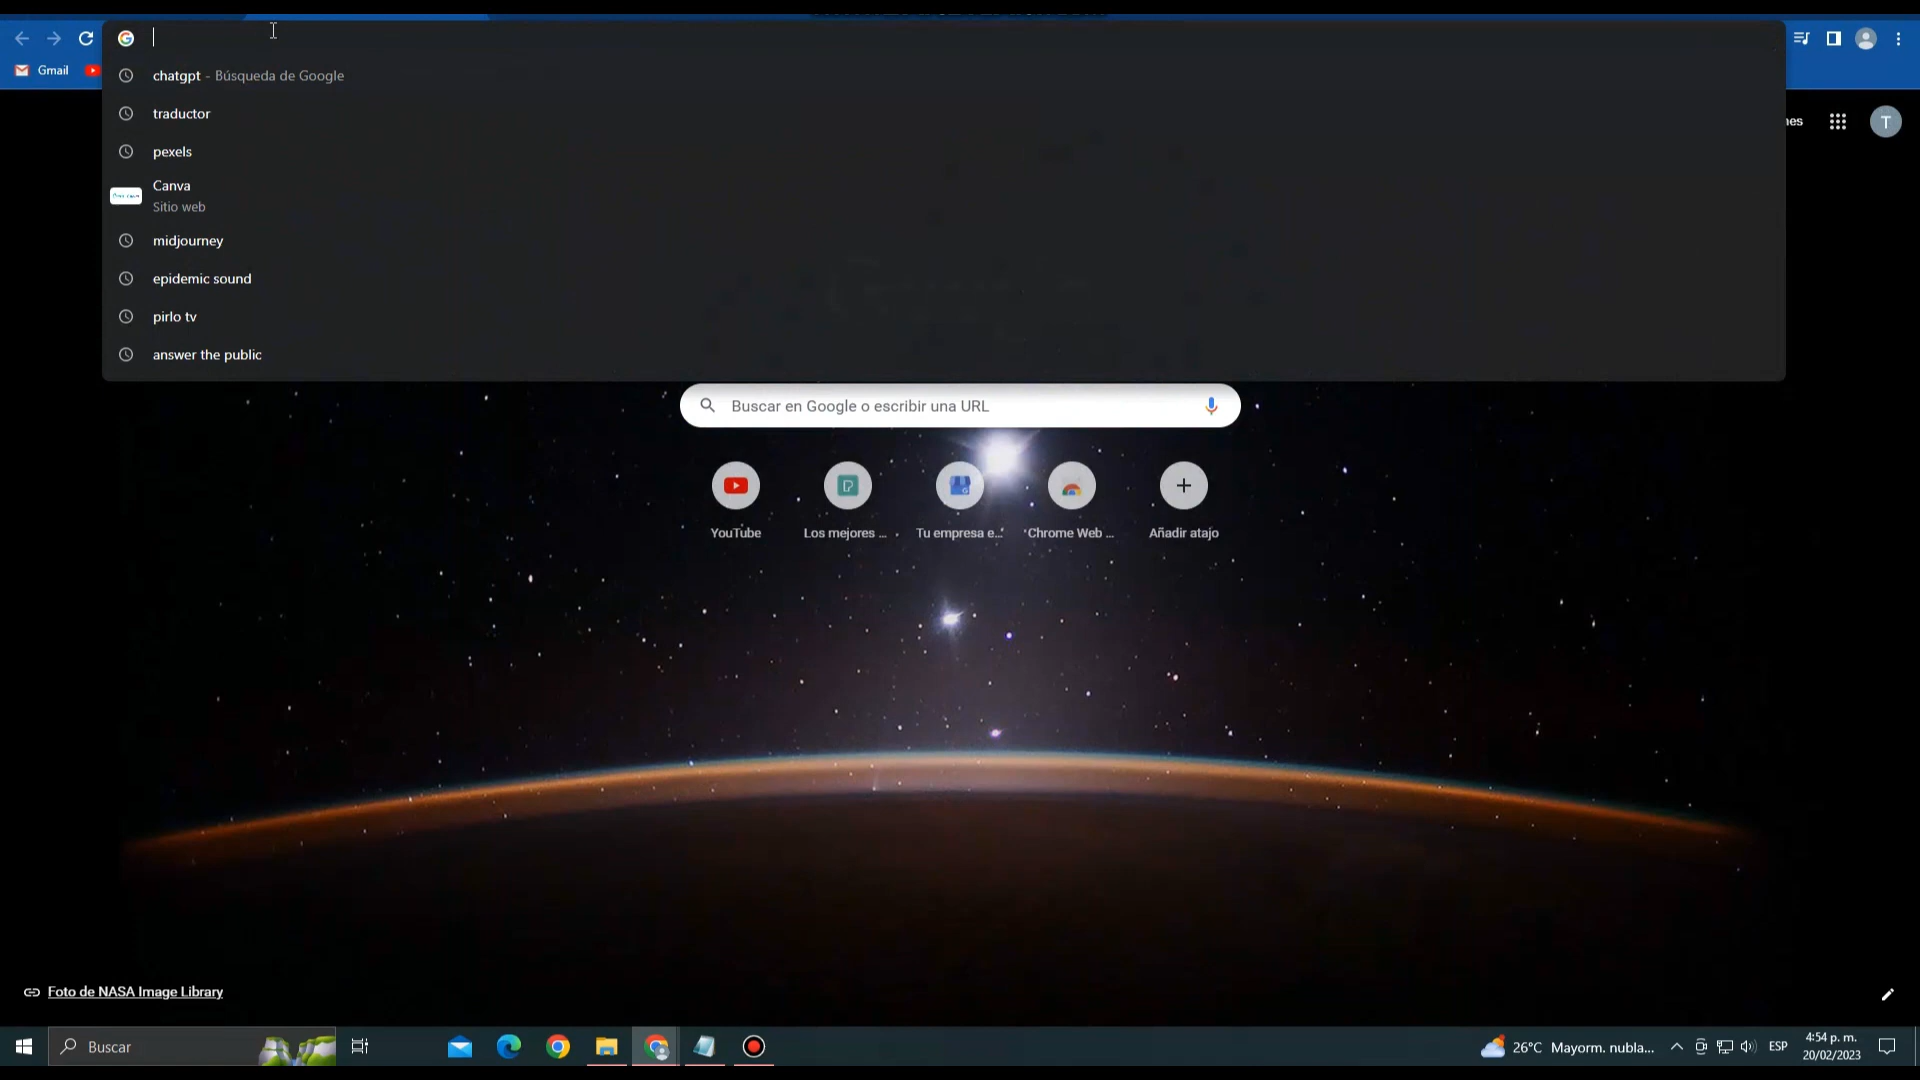 Gmail
chatgpt - Búsqueda de Google
traductor
pexels
Canva
Sitio web
midjourney
epidemic sound
pirlo tv
answer the public
T
Buscar en Google o escribir una URL
YouTube
Los mejores ...
Tu empresa e...
Chrome Web ...
Añadir atajo
Foto de NASA Image Library
Buscar
26°C Mayorm. nubla...
ESP
4:54 p. m.
20/02/2023